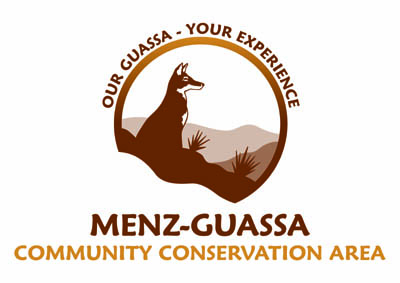 OUR GUASSA - YOUR EXPERIENCE
MENZ-GUASSA
COMMUNITY CONSERVATION AREA